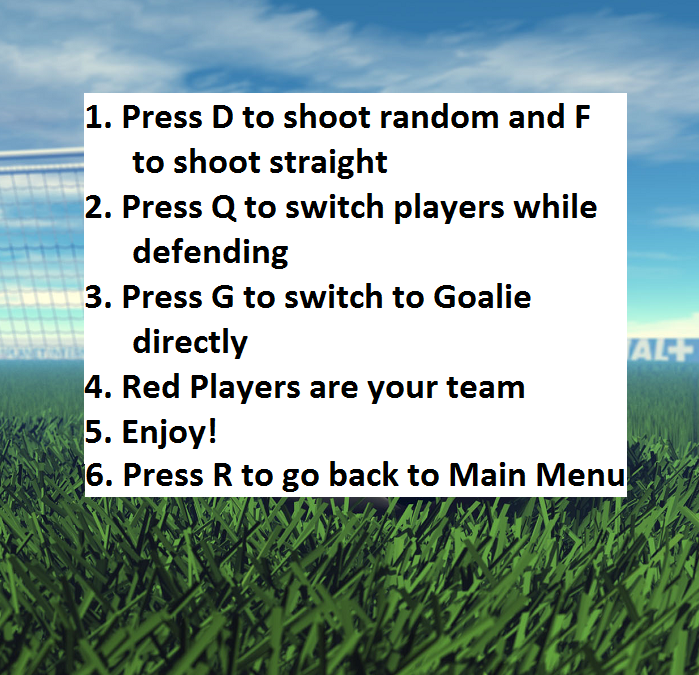 1. Press D to shoot random and F
to shoot straight
2. Press Q to switch players while
defending
3. Press G to switch to Goalie
directly
4. Red Players are your team
5. Enjoy!
6. Press R to go back to Main Menu